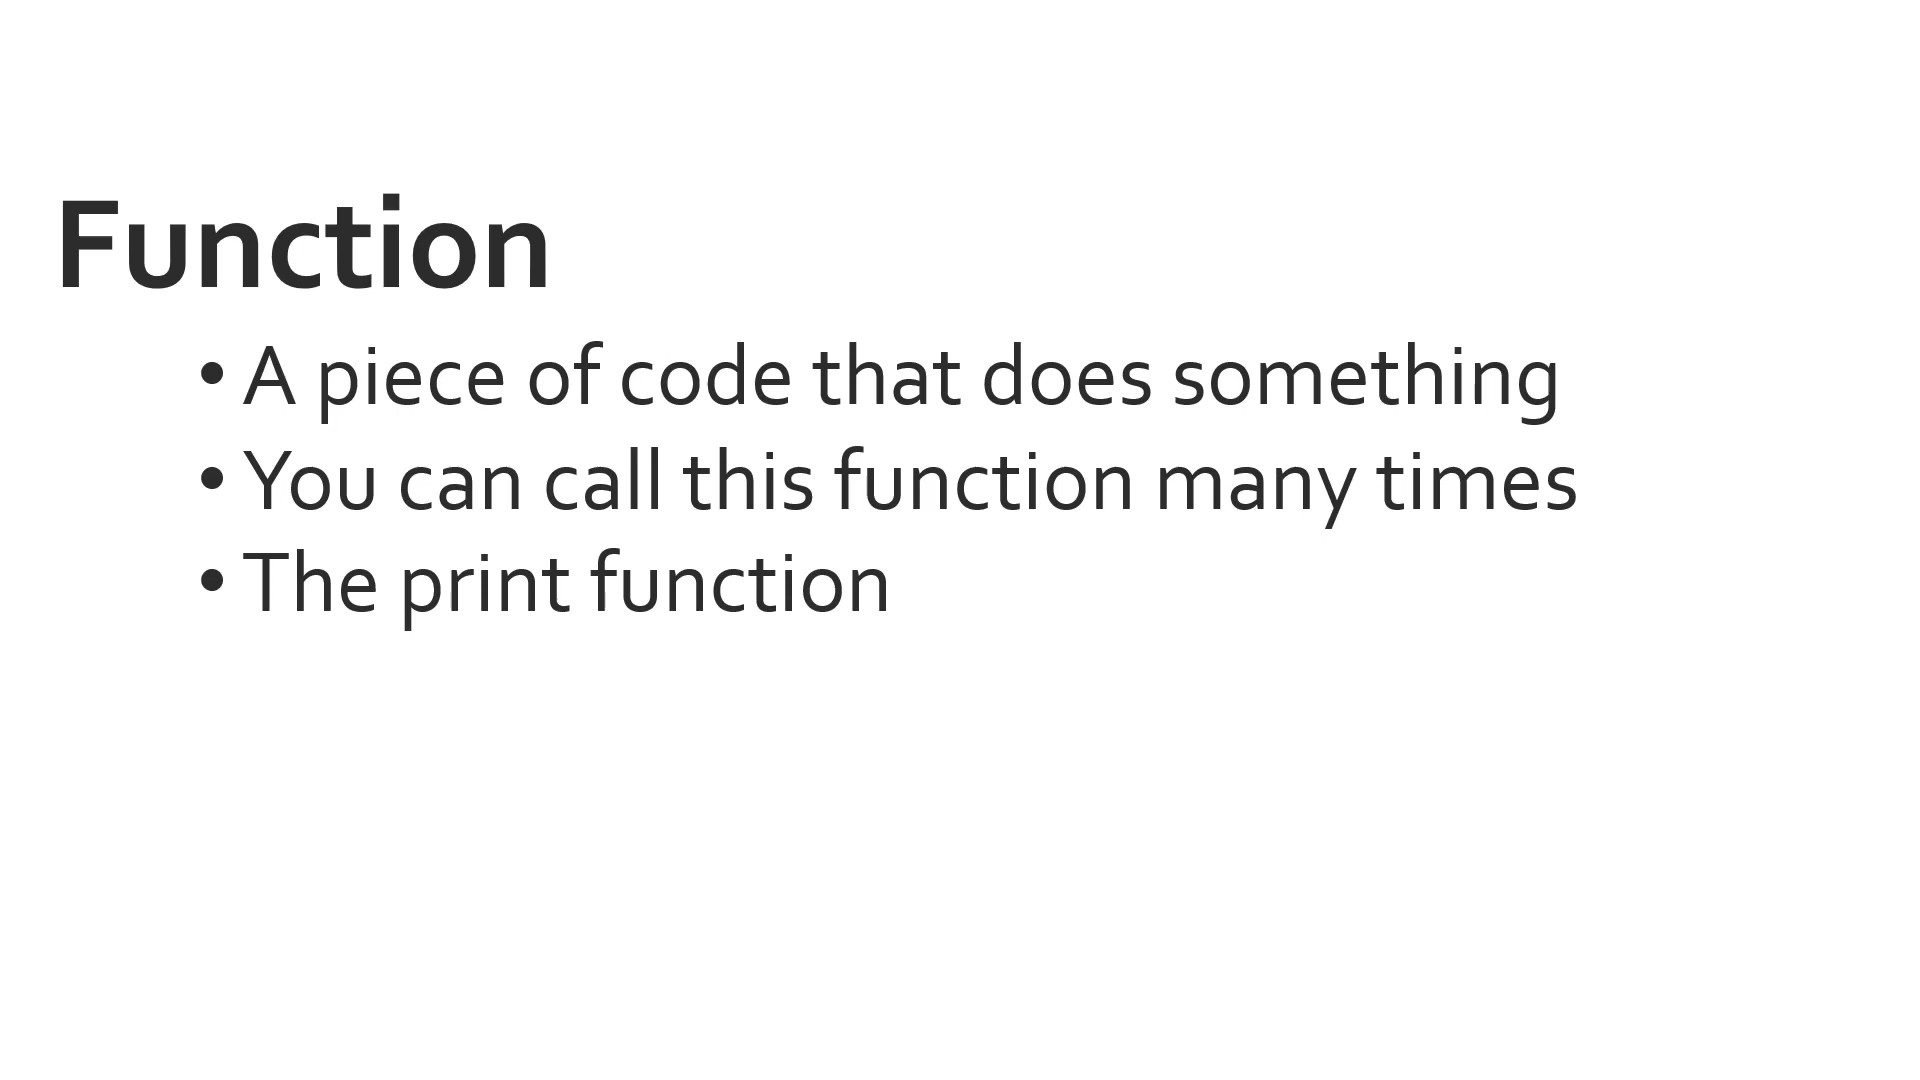 Function
• A piece of code that does something
• You can call this function many times
• The print function